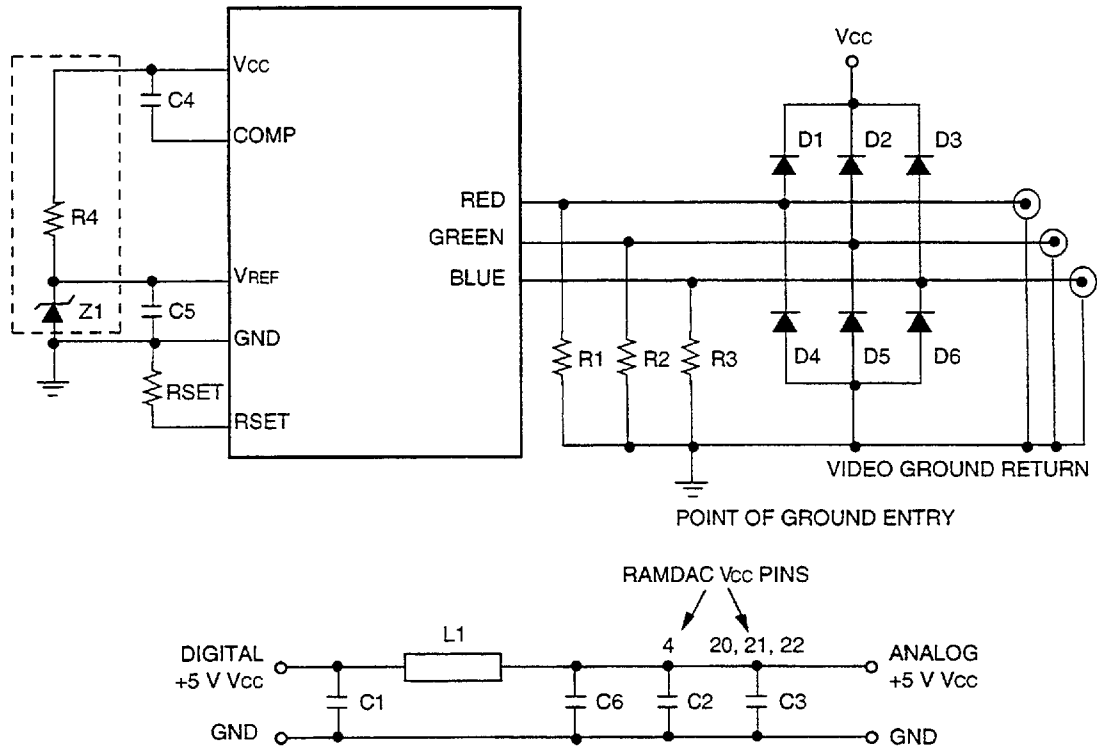 Vcc
Vcc
C4
COMP
D1
D2
D3
RED
R4
GREEN
VREF
BLUE
Z1
C5
GND
R1
R2
R3
D4
D5
D6
RSET
RSET
VIDEO GROUND RETURN
POINT OF GROUND ENTRY
RAMDAC Vcc PINS
L1
4
20, 21, 22
DIGITAL
+5 V Vcc
ANALOG
+5 V Vcc
C1
C6
C2
C3
GND
GND